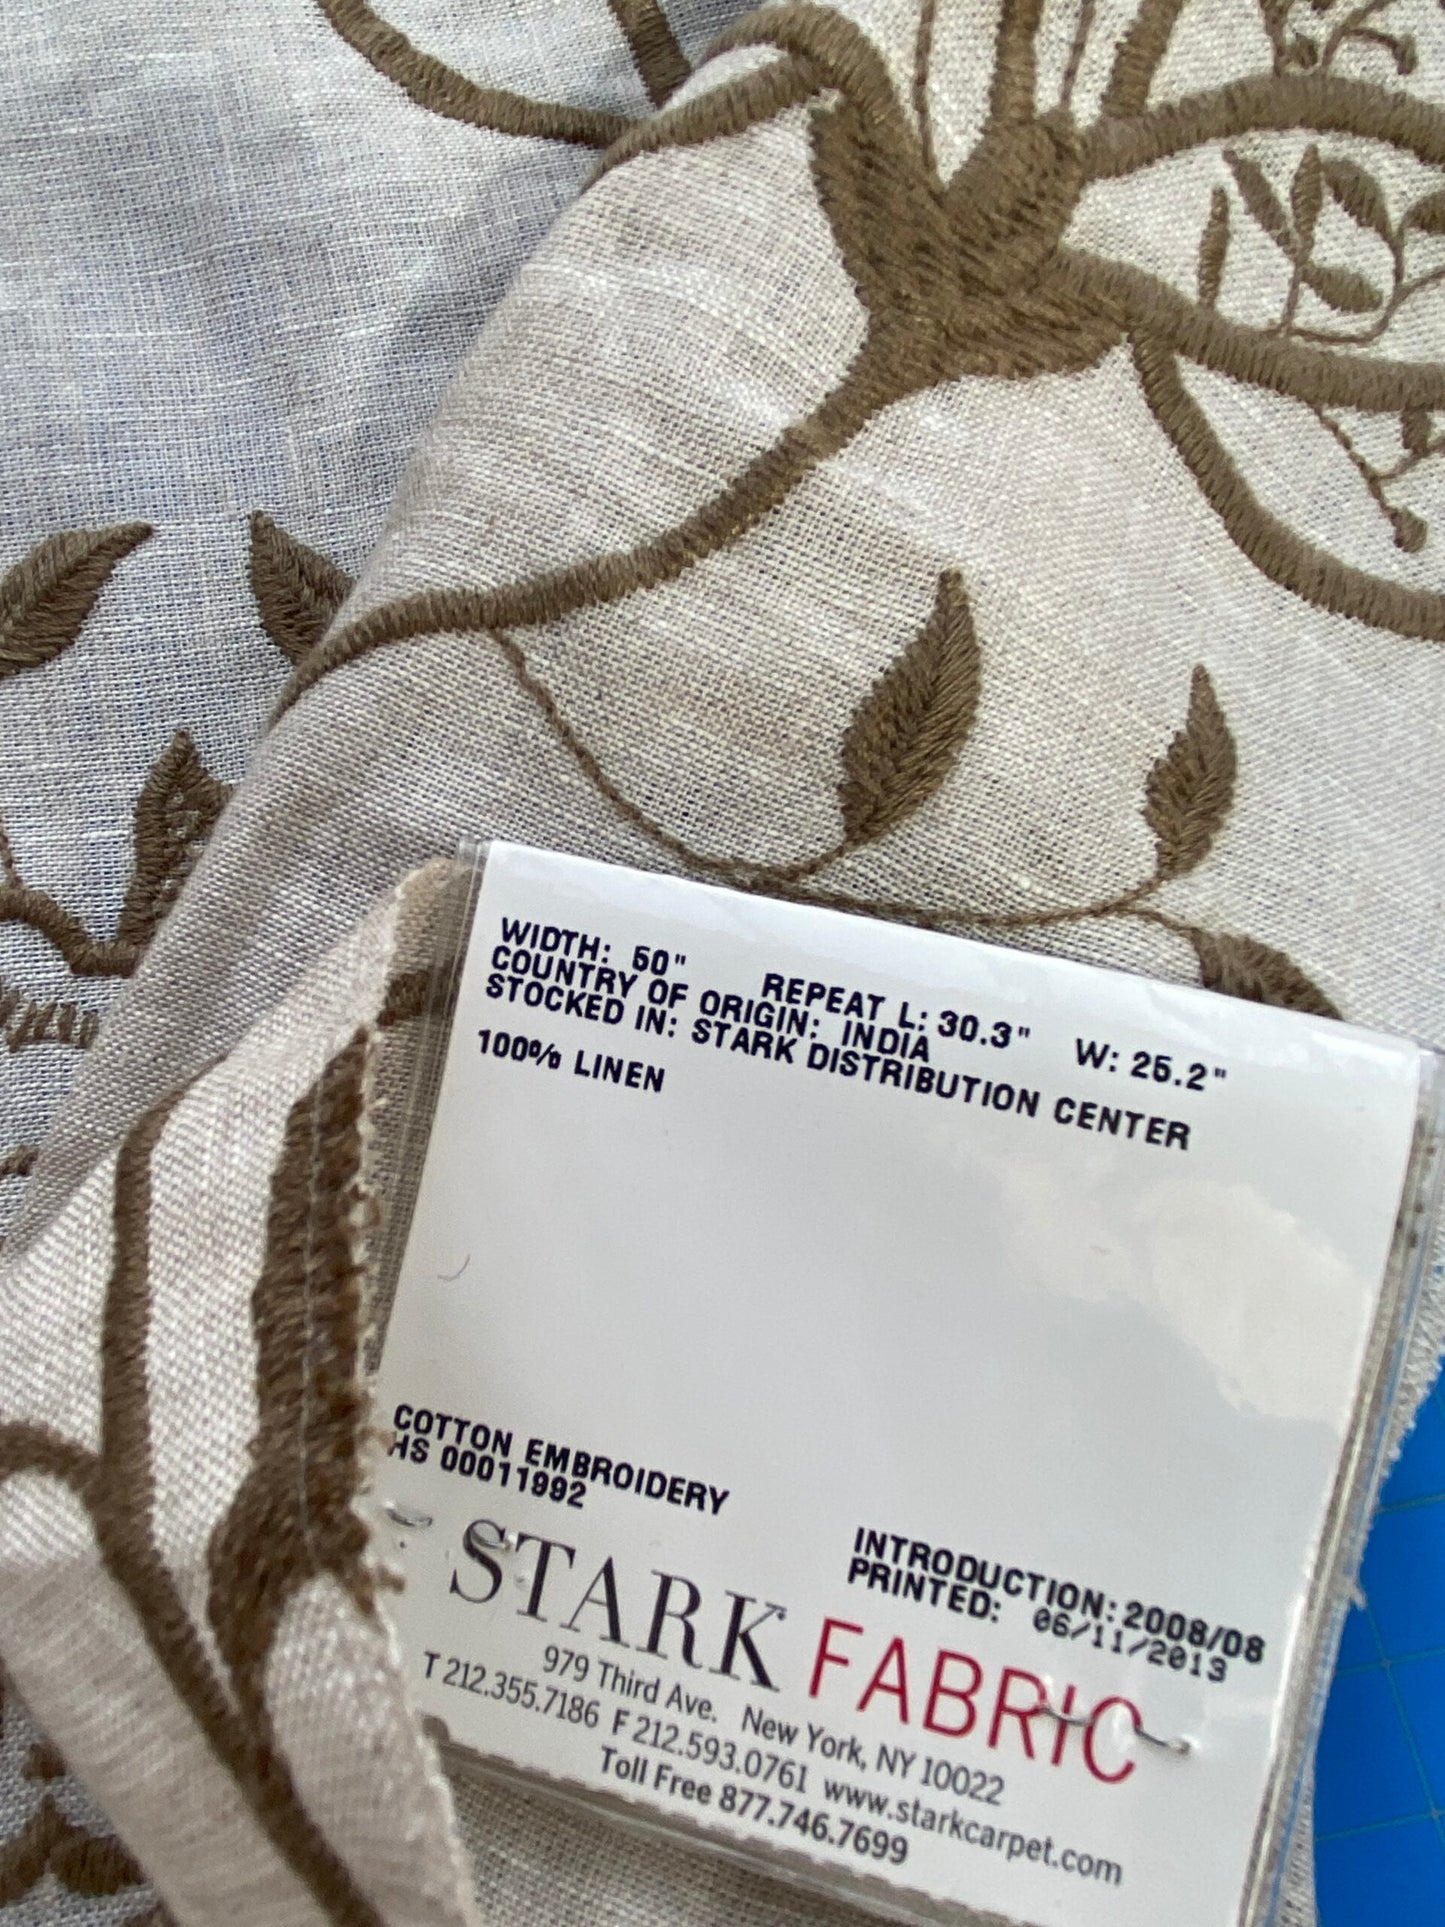 WIDTH: 50" REPEAT L: 30.3" W: 25.2"
COUNTRY OF ORIGIN: INDIA
STOCKED IN: STARK DISTRIBUTION CENTER
100% LINEN
COTTON EMBROIDERY
HS 00011992
INTRODUCTION: 2008/08
PRINTED: 06/11/2013
STARK FABRIC
979 Third Ave. New York, NY 10022
T 212.355.7186 F 212.593.0761 www.starkcarpet.com
Toll Free 877.746.7699